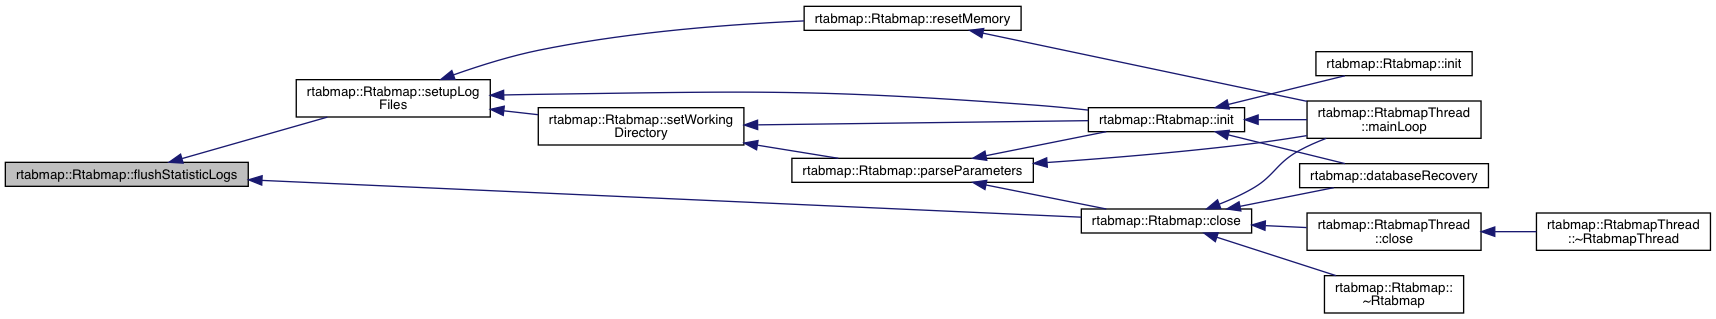 rtabmap::Rtabmap::flushStatisticLogs
rtabmap::Rtabmap::setupLog
Files
rtabmap::Rtabmap::resetMemory
rtabmap::Rtabmap::setWorking
Directory
rtabmap::Rtabmap::parseParameters
rtabmap::Rtabmap::init
rtabmap::Rtabmap::close
rtabmap::Rtabmap::init
rtabmap::RtabmapThread
::mainLoop
rtabmap::databaseRecovery
rtabmap::RtabmapThread
::close
rtabmap::Rtabmap::
~Rtabmap
rtabmap::RtabmapThread
::~RtabmapThread